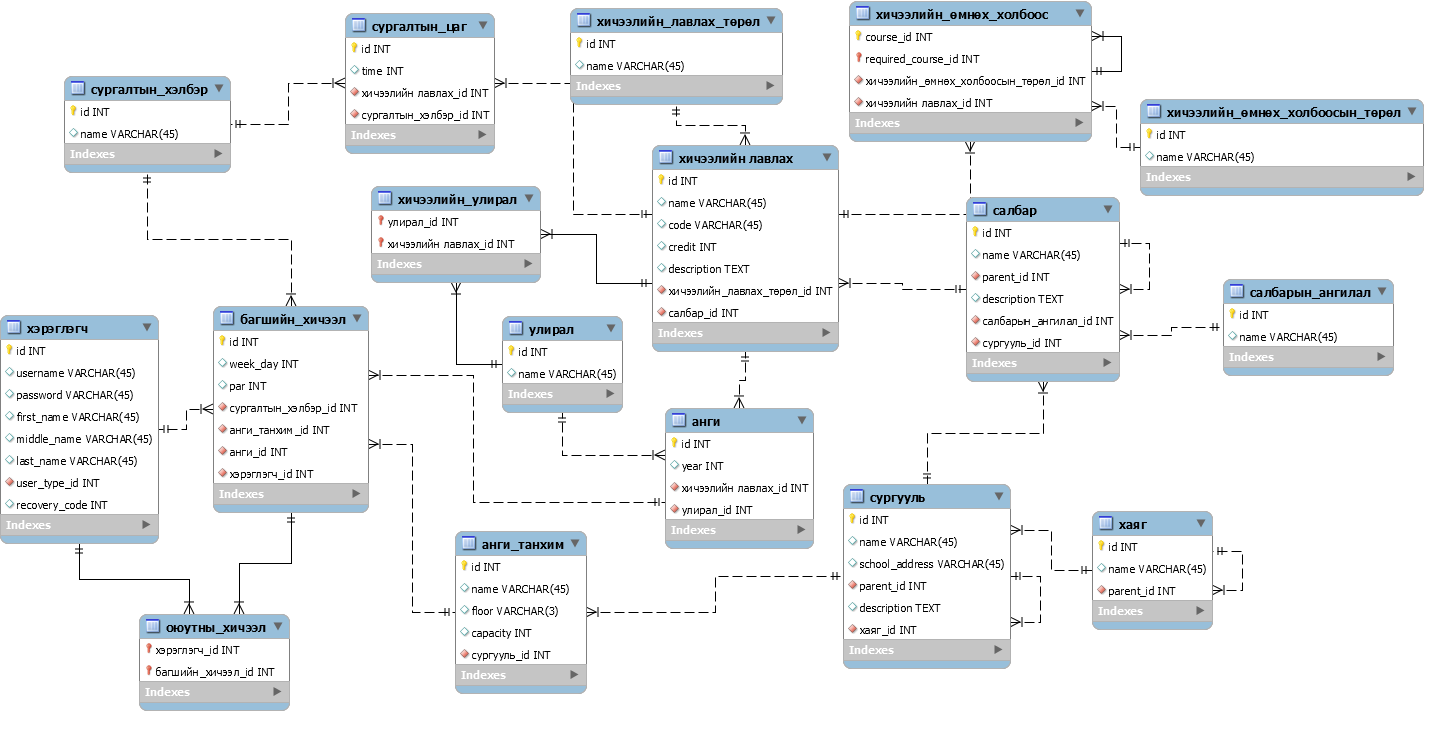 сургалтын_цаг
id INT
time INT
хичээлийн лавлах_id INT
сургалтын_хэлбэр_id INT
Indexes
хичээлийн_лавлах_төрөл
id INT
name VARCHAR(45)
Indexes
хичээлийн_өмнөх_холбоос
course_id INT
required_course_id INT
хичээлийн_өмнөх_холбоосын_төрөл_id INT
хичээлийн лавлах_id INT
Indexes
сургалтын_хэлбэр
id INT
name VARCHAR(45)
Indexes
хичээлийн_өмнөх_холбоосын_төрөл
id INT
name VARCHAR(45)
Indexes
хичээлийн лавлах
id INT
name VARCHAR(45)
code VARCHAR(45)
credit INT
description TEXT
хичээлийн_лавлах_төрөл_id INT
салбар_id INT
Indexes
хичээлийн_улирал
улирал_id INT
хичээлийн лавлах_id INT
Indexes
салбар
id INT
name VARCHAR(45)
parent_id INT
description TEXT
салбарын_ангилал_id INT
сургууль_id INT
Indexes
салбарын_ангилал
id INT
name VARCHAR(45)
Indexes
хэрэглэгч
id INT
username VARCHAR(45)
password VARCHAR(45)
first_name VARCHAR(45)
middle_name VARCHAR(45)
last_name VARCHAR(45)
user_type_id INT
recovery_code INT
Indexes
багшийн_хичээл
id INT
week_day INT
par INT
сургалтын_хэлбэр_id INT
анги_танхим_id INT
анги_id INT
хэрэглэгч_id INT
Indexes
улирал
id INT
name VARCHAR(45)
Indexes
анги
id INT
year INT
хичээлийн лавлах_id INT
улирал_id INT
Indexes
сургууль
id INT
name VARCHAR(45)
school_address VARCHAR(45)
parent_id INT
description TEXT
хаяг_id INT
Indexes
хаяг
id INT
name VARCHAR(45)
parent_id INT
Indexes
анги_танхим
id INT
name VARCHAR(45)
floor VARCHAR(3)
capacity INT
сургууль_id INT
Indexes
оюутны_хичээл
хэрэглэгч_id INT
багшийн_хичээл_id INT
Indexes